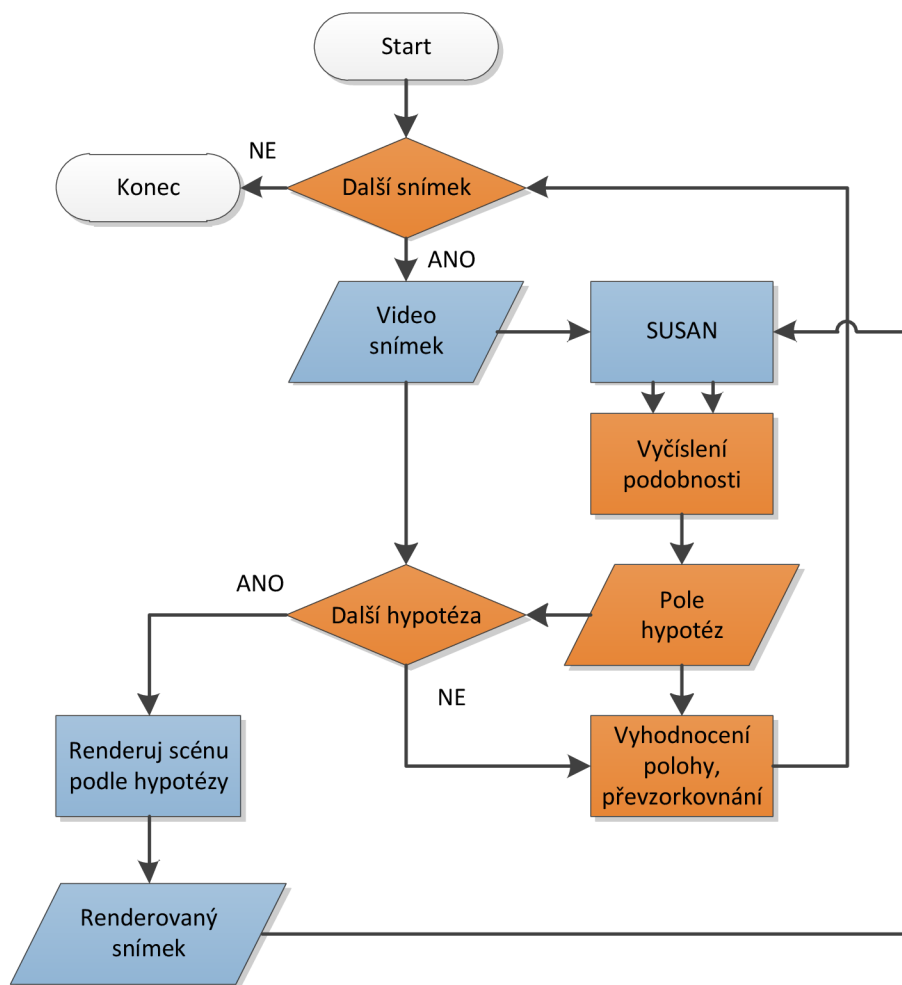 Start
NE
Konec
Další snímek
ANO
Video
snímek
SUSAN
Vyčíslení
podobnosti
ANO
Další hypotéza
Pole
hypotéz
NE
Renderuj scénu
podle hypotézy
Vyhodnocení
polohy,
převzorkovnání
Renderovaný
snímek